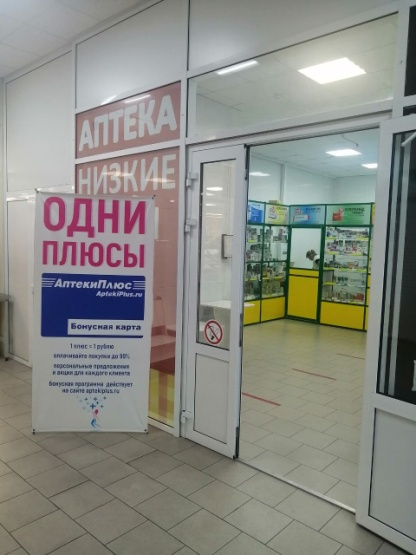 АПТЕКА
НИЗКИЕ
ОДНИ
ПЛЮСЫ
АптекиПлюс
AptekiPlus.ru
Бонусная карта
1 плюс = 1 рублю
оплачивайте покупки до 90%
персональные предложения
и акции для каждого клиента
Бонусная программа действует
на сайте aptekiplus.ru